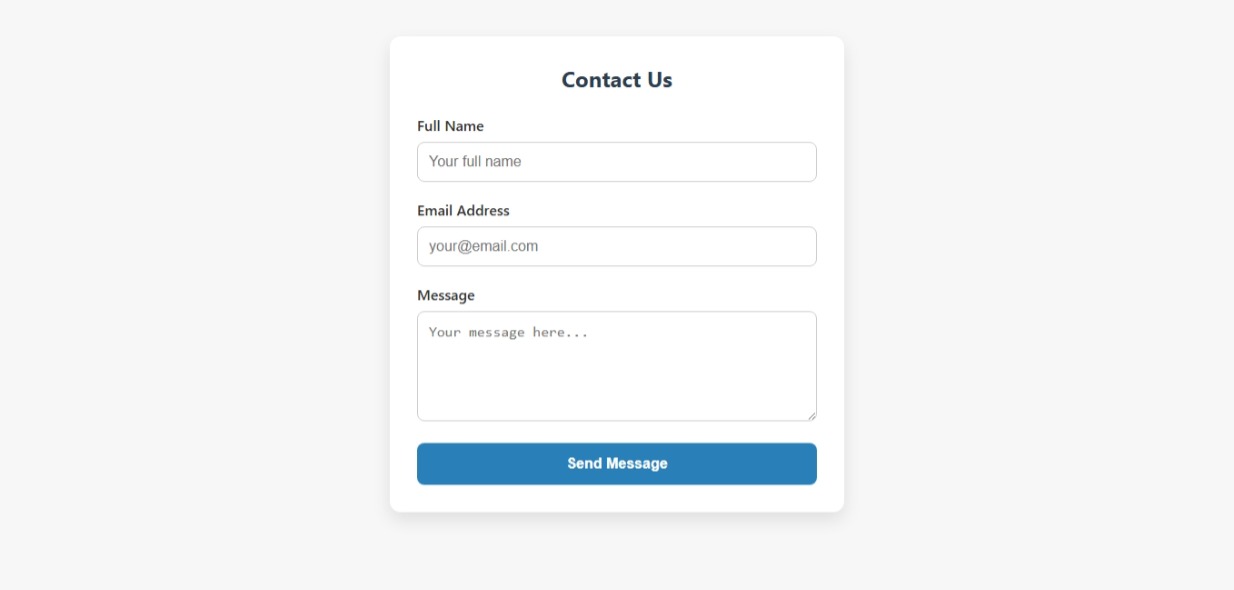 Contact Us
Full Name
Your full name
Email Address
your@email.com
Message
Your message here...
Send Message